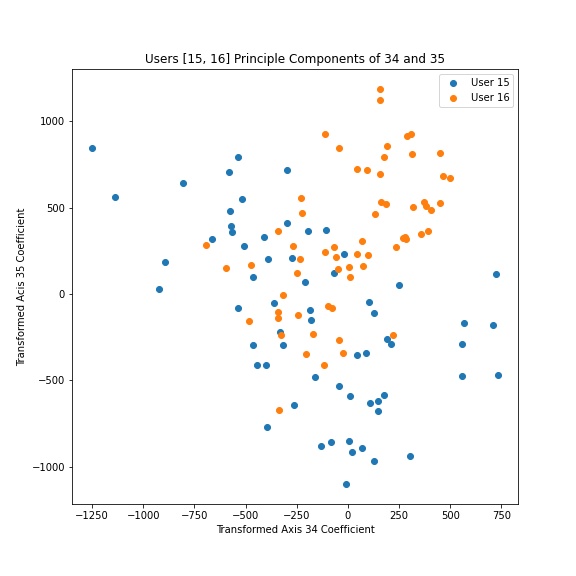 Users [15, 16] Principle Components of 34 and 35
User 15
User 16
Transformed Acis 35 Coefficient
1000
500
0
−500
−1000
−1250
−1000
−750
−500
−250
0
250
500
750
Transformed Axis 34 Coefficient